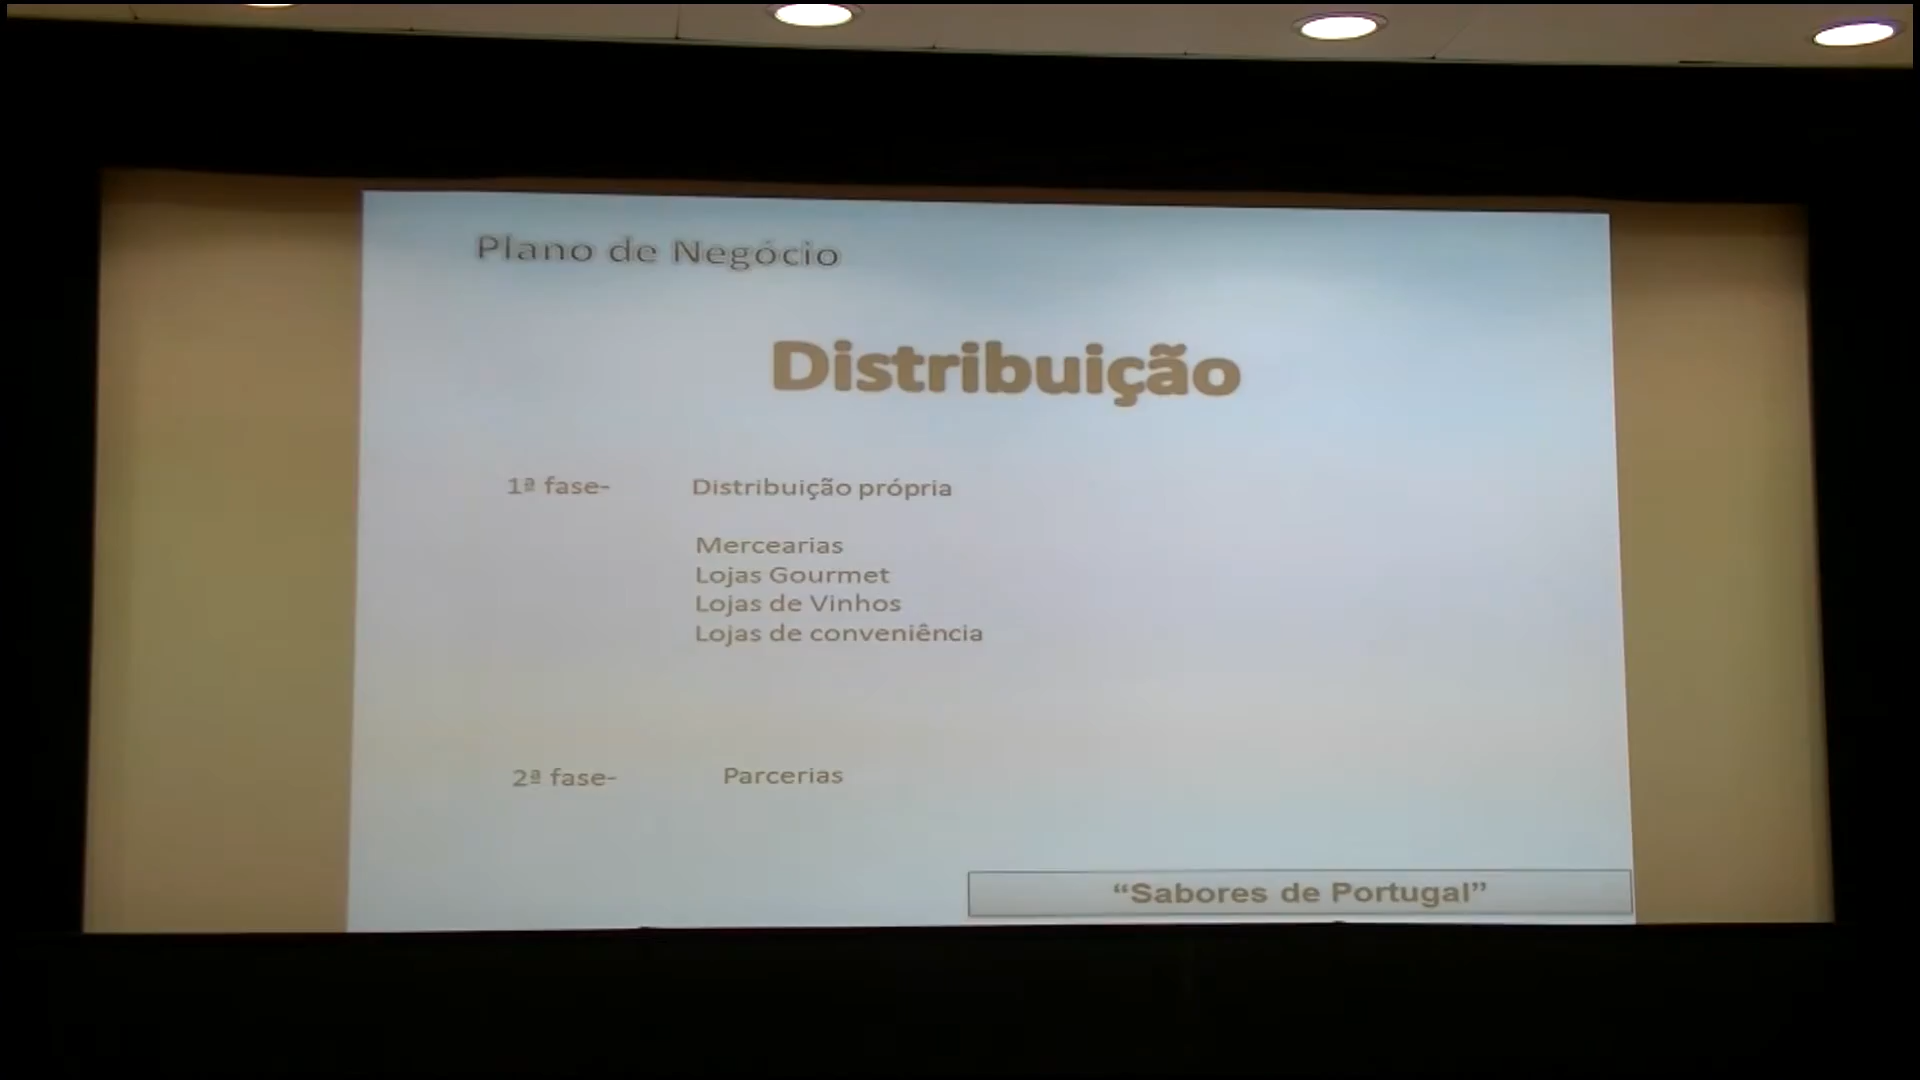 Plano de Negócio
Distribuição
1ª fase- Distribuição própria
Mercearias
Lojas Gourmet
Lojas de Vinhos
Lojas de conveniência
2ª fase- Parcerias
“Sabores de Portugal”